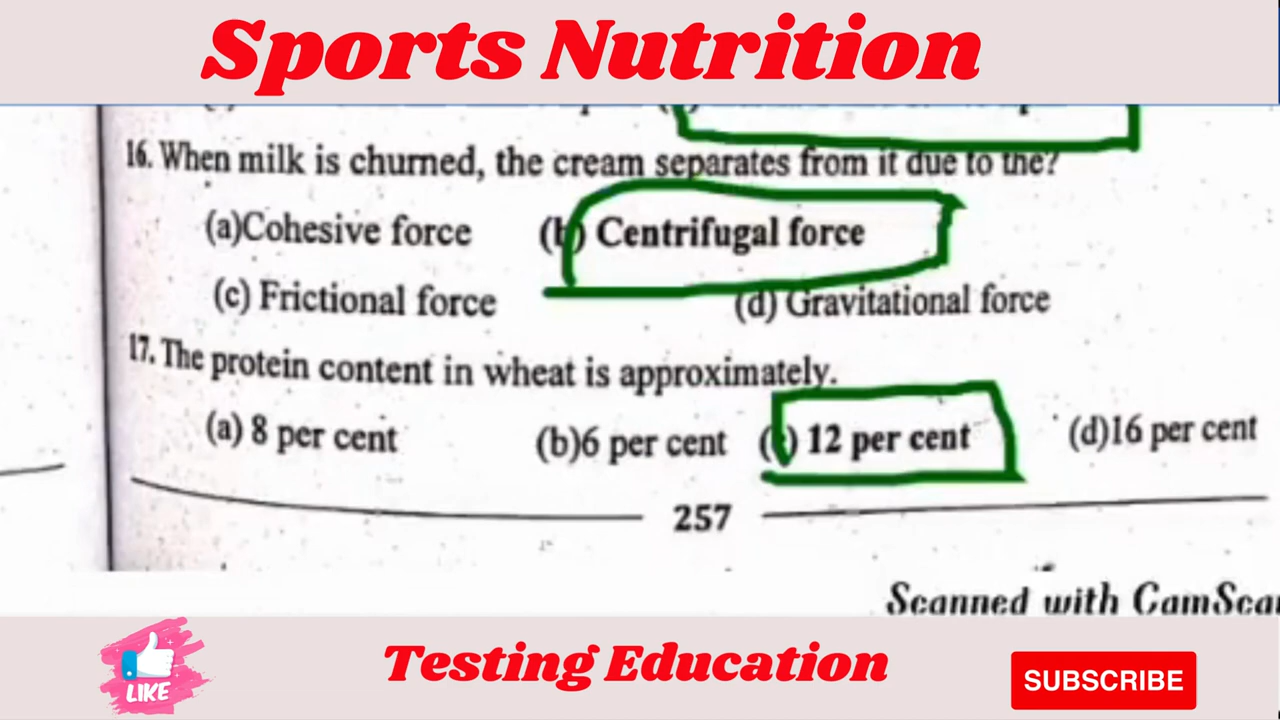 Sports Nutrition
16. When milk is churned, the cream separates from it due to the?
(a)Cohesive force (b) Centrifugal force
(c) Frictional force (d) Gravitational force
17. The protein content in wheat is approximately.
(a) 8 per cent (b)6 per cent (c) 12 per cent (d)16 per cent
257
Scanned with CamScan
Testing Education
LIKE
SUBSCRIBE